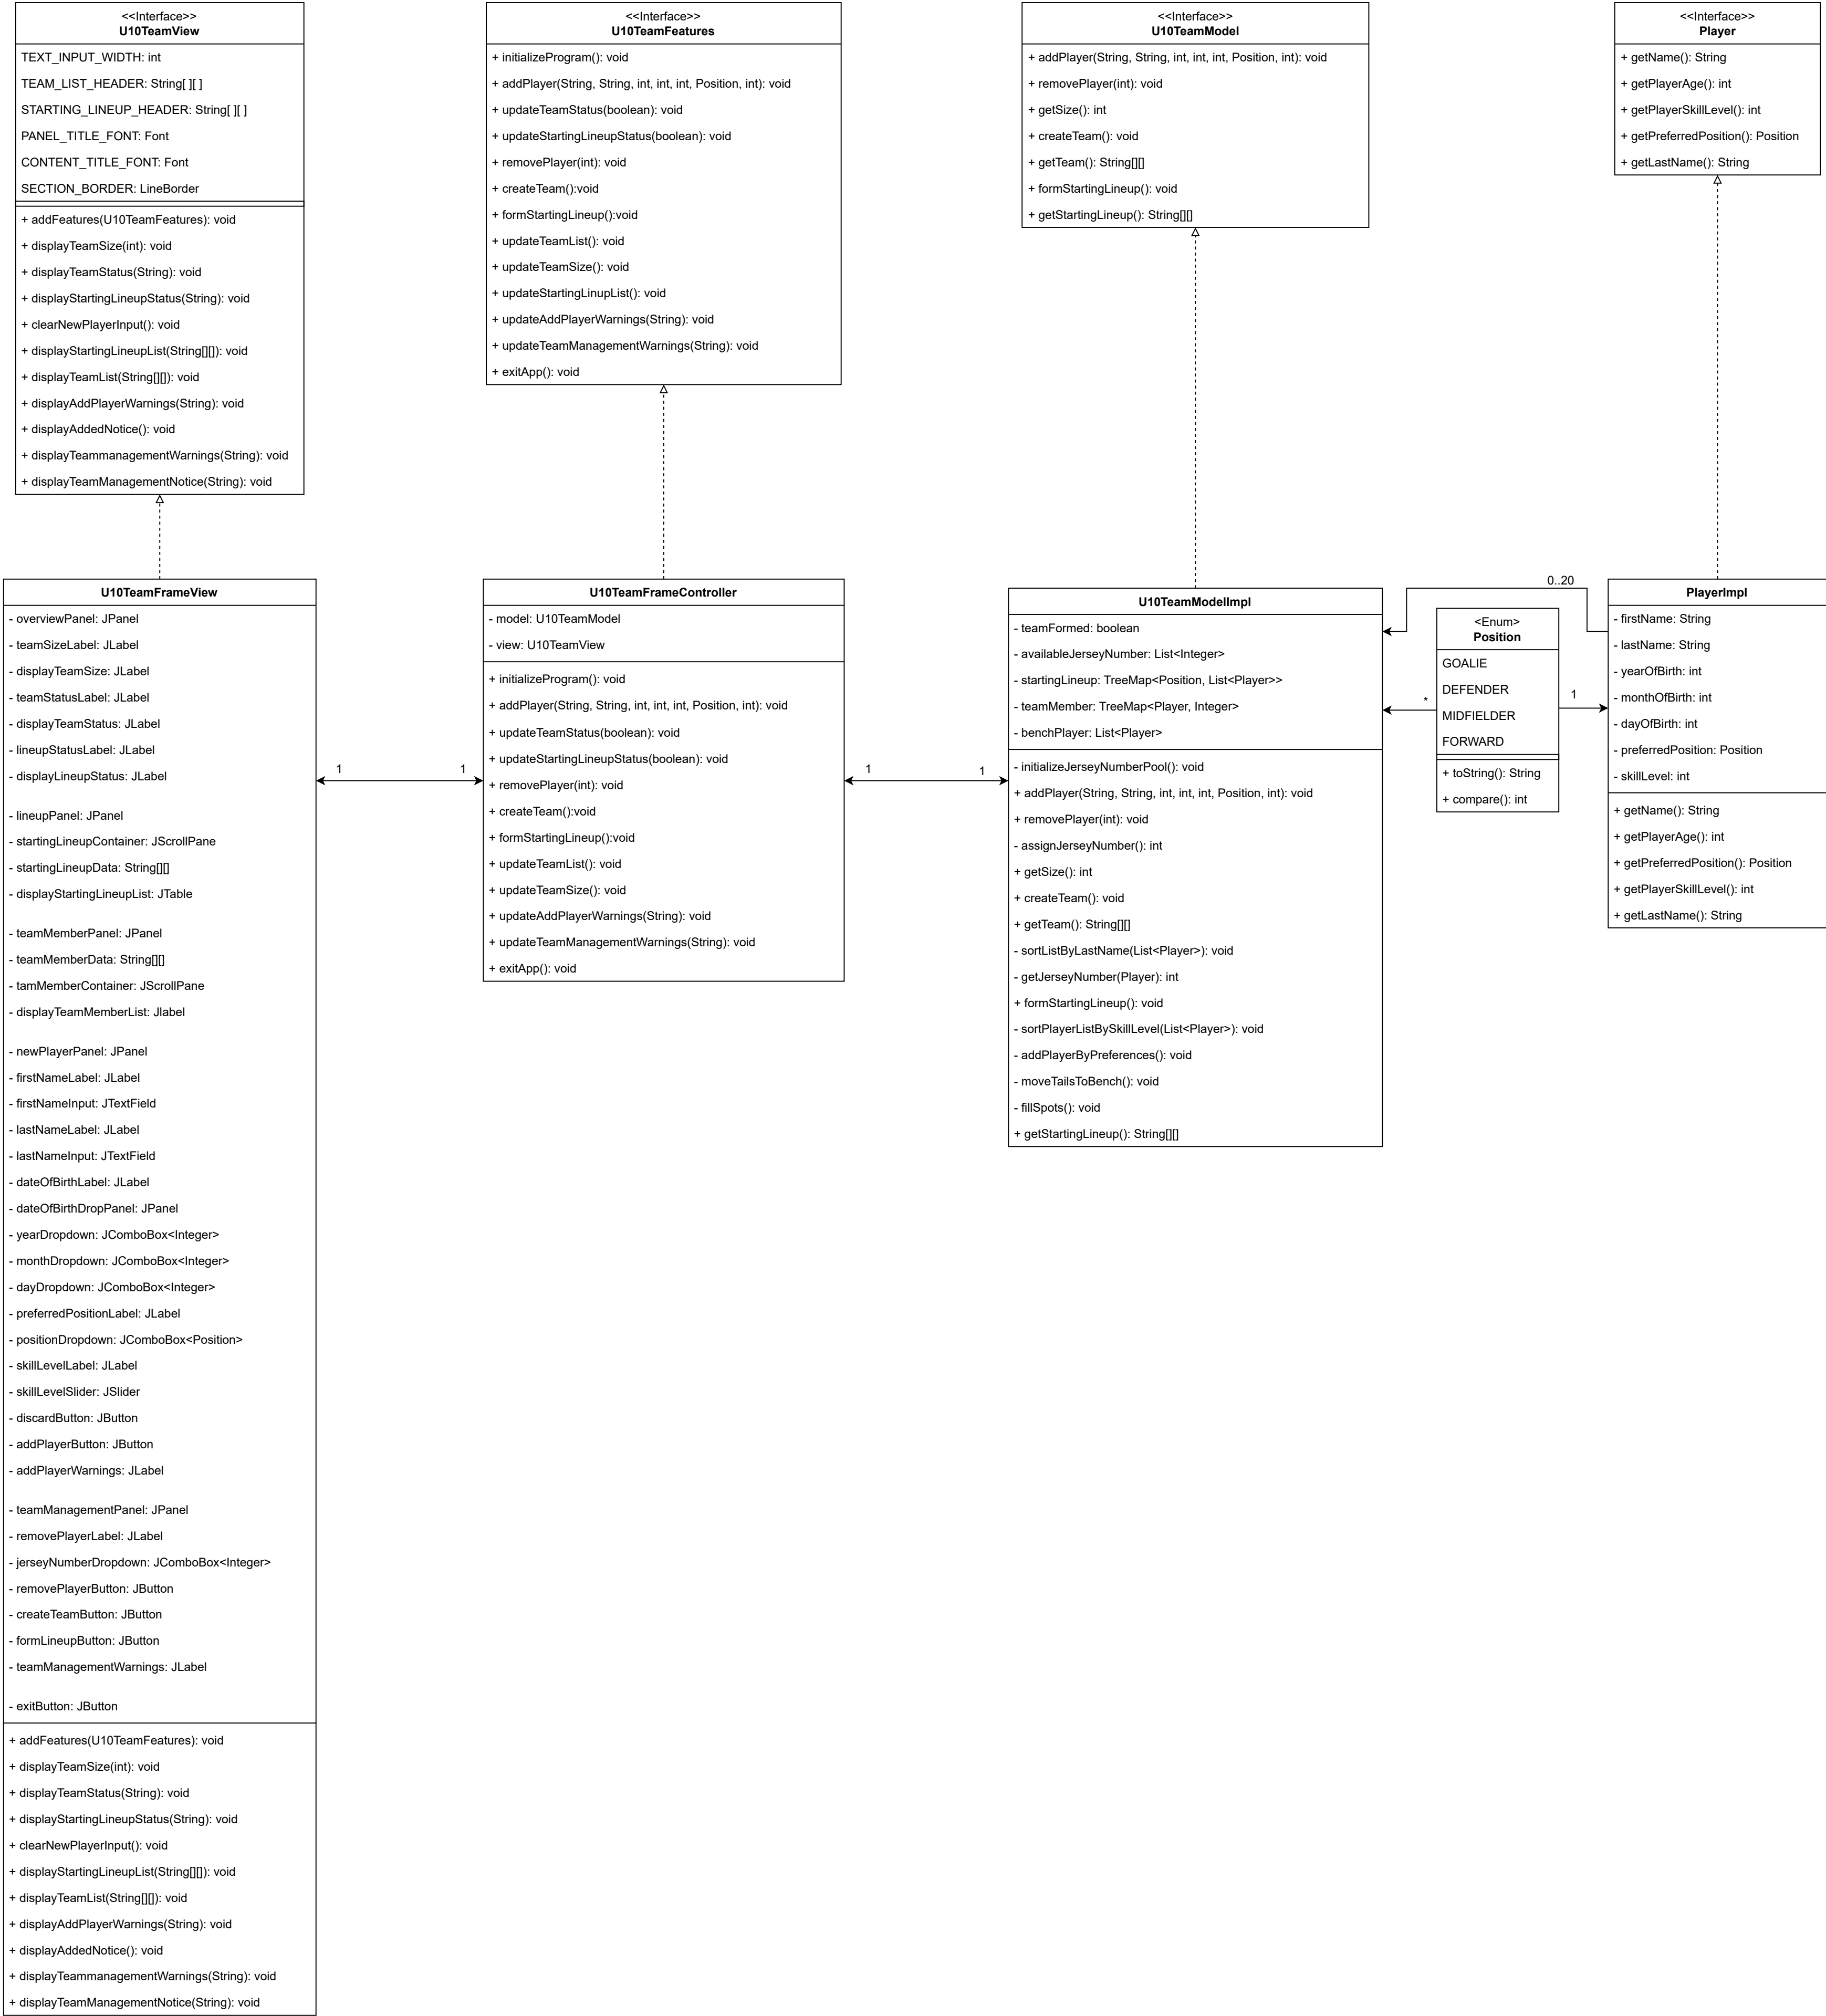 <<Interface>>
U10TeamView
TEXT_INPUT_WIDTH: int
TEAM_LIST_HEADER: String[ ][ ]
STARTING_LINEUP_HEADER: String[ ][ ]
PANEL_TITLE_FONT: Font
CONTENT_TITLE_FONT: Font
SECTION_BORDER: LineBorder
+ addFeatures(U10TeamFeatures): void
+ displayTeamSize(int): void
+ displayTeamStatus(String): void
+ displayStartingLineupStatus(String): void
+ clearNewPlayerInput(): void
+ displayStartingLineupList(String[][]): void
+ displayTeamList(String[][]): void
+ displayAddPlayerWarnings(String): void
+ displayAddedNotice(): void
+ displayTeammanagementWarnings(String): void
+ displayTeamManagementNotice(String): void
<<Interface>>
U10TeamFeatures
+ initializeProgram(): void
+ addPlayer(String, String, int, int, int, Position, int): void
+ updateTeamStatus(boolean): void
+ updateStartingLineupStatus(boolean): void
+ removePlayer(int): void
+ createTeam():void
+ formStartingLineup():void
+ updateTeamList(): void
+ updateTeamSize(): void
+ updateStartingLinupList(): void
+ updateAddPlayerWarnings(String): void
+ updateTeamManagementWarnings(String): void
+ exitApp(): void
<<Interface>>
U10TeamModel
+ addPlayer(String, String, int, int, int, Position, int): void
+ removePlayer(int): void
+ getSize(): int
+ createTeam(): void
+ getTeam(): String[][]
+ formStartingLineup(): void
+ getStartingLineup(): String[][]
<<Interface>>
Player
+ getName(): String
+ getPlayerAge(): int
+ getPlayerSkillLevel(): int
+ getPreferredPosition(): Position
+ getLastName(): String
U10TeamFrameView
- overviewPanel: JPanel
- teamSizeLabel: JLabel
- displayTeamSize: JLabel
- teamStatusLabel: JLabel
- displayTeamStatus: JLabel
- lineupStatusLabel: JLabel
- displayLineupStatus: JLabel
- lineupPanel: JPanel
- startingLineupContainer: JScrollPane
- startingLineupData: String[][]
- displayStartingLineupList: JTable
- teamMemberPanel: JPanel
- teamMemberData: String[][]
- tamMemberContainer: JScrollPane
- displayTeamMemberList: Jlabel
- newPlayerPanel: JPanel
- firstNameLabel: JLabel
- firstNameInput: JTextField
- lastNameLabel: JLabel
- lastNameInput: JTextField
- dateOfBirthLabel: JLabel
- dateOfBirthDropPanel: JPanel
- yearDropdown: JComboBox<Integer>
- monthDropdown: JComboBox<Integer>
- dayDropdown: JComboBox<Integer>
- preferredPositionLabel: JLabel
- positionDropdown: JComboBox<Position>
- skillLevelLabel: JLabel
- skillLevelSlider: JSlider
- discardButton: JButton
- addPlayerButton: JButton
- addPlayerWarnings: JLabel
- teamManagementPanel: JPanel
- removePlayerLabel: JLabel
- jerseyNumberDropdown: JComboBox<Integer>
- removePlayerButton: JButton
- createTeamButton: JButton
- formLineupButton: JButton
- teamManagementWarnings: JLabel
- exitButton: JButton
+ addFeatures(U10TeamFeatures): void
+ displayTeamSize(int): void
+ displayTeamStatus(String): void
+ displayStartingLineupStatus(String): void
+ clearNewPlayerInput(): void
+ displayStartingLineupList(String[][]): void
+ displayTeamList(String[][]): void
+ displayAddPlayerWarnings(String): void
+ displayAddedNotice(): void
+ displayTeammanagementWarnings(String): void
+ displayTeamManagementNotice(String): void
1
1
U10TeamFrameController
- model: U10TeamModel
- view: U10TeamView
+ initializeProgram(): void
+ addPlayer(String, String, int, int, int, Position, int): void
+ updateTeamStatus(boolean): void
+ updateStartingLineupStatus(boolean): void
+ removePlayer(int): void
+ createTeam():void
+ formStartingLineup():void
+ updateTeamList(): void
+ updateTeamSize(): void
+ updateAddPlayerWarnings(String): void
+ updateTeamManagementWarnings(String): void
+ exitApp(): void
1
1
U10TeamModelImpl
- teamFormed: boolean
- availableJerseyNumber: List<Integer>
- startingLineup: TreeMap<Position, List<Player>>
- teamMember: TreeMap<Player, Integer>
- benchPlayer: List<Player>
- initializeJerseyNumberPool(): void
+ addPlayer(String, String, int, int, int, Position, int): void
+ removePlayer(int): void
- assignJerseyNumber(): int
+ getSize(): int
+ createTeam(): void
+ getTeam(): String[][]
- sortListByLastName(List<Player>): void
- getJerseyNumber(Player): int
+ formStartingLineup(): void
- sortPlayerListBySkillLevel(List<Player>): void
- addPlayerByPreferences(): void
- moveTailsToBench(): void
- fillSpots(): void
+ getStartingLineup(): String[][]
0..20
*
<Enum>
Position
GOALIE
DEFENDER
MIDFIELDER
FORWARD
+ toString(): String
+ compare(): int
1
PlayerImpl
- firstName: String
- lastName: String
- yearOfBirth: int
- monthOfBirth: int
- dayOfBirth: int
- preferredPosition: Position
- skillLevel: int
+ getName(): String
+ getPlayerAge(): int
+ getPreferredPosition(): Position
+ getPlayerSkillLevel(): int
+ getLastName(): String